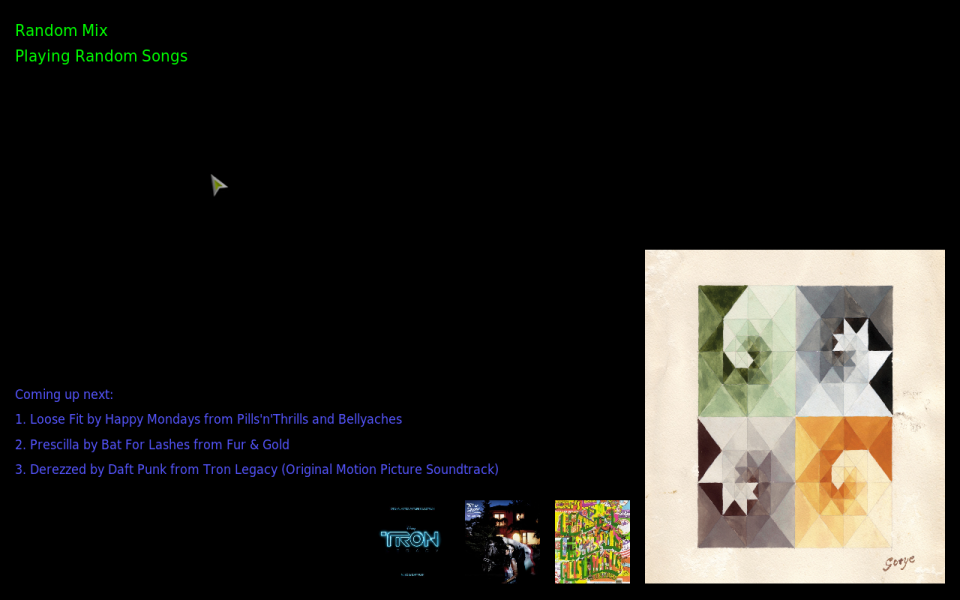 Random Mix
Playing Random Songs
Coming up next:
1. Loose Fit by Happy Mondays from Pills'n'Thrills and Bellyaches
2. Prescilla by Bat For Lashes from Fur & Gold
3. Derezzed by Daft Punk from Tron Legacy (Original Motion Picture Soundtrack)
TRON
Gotye